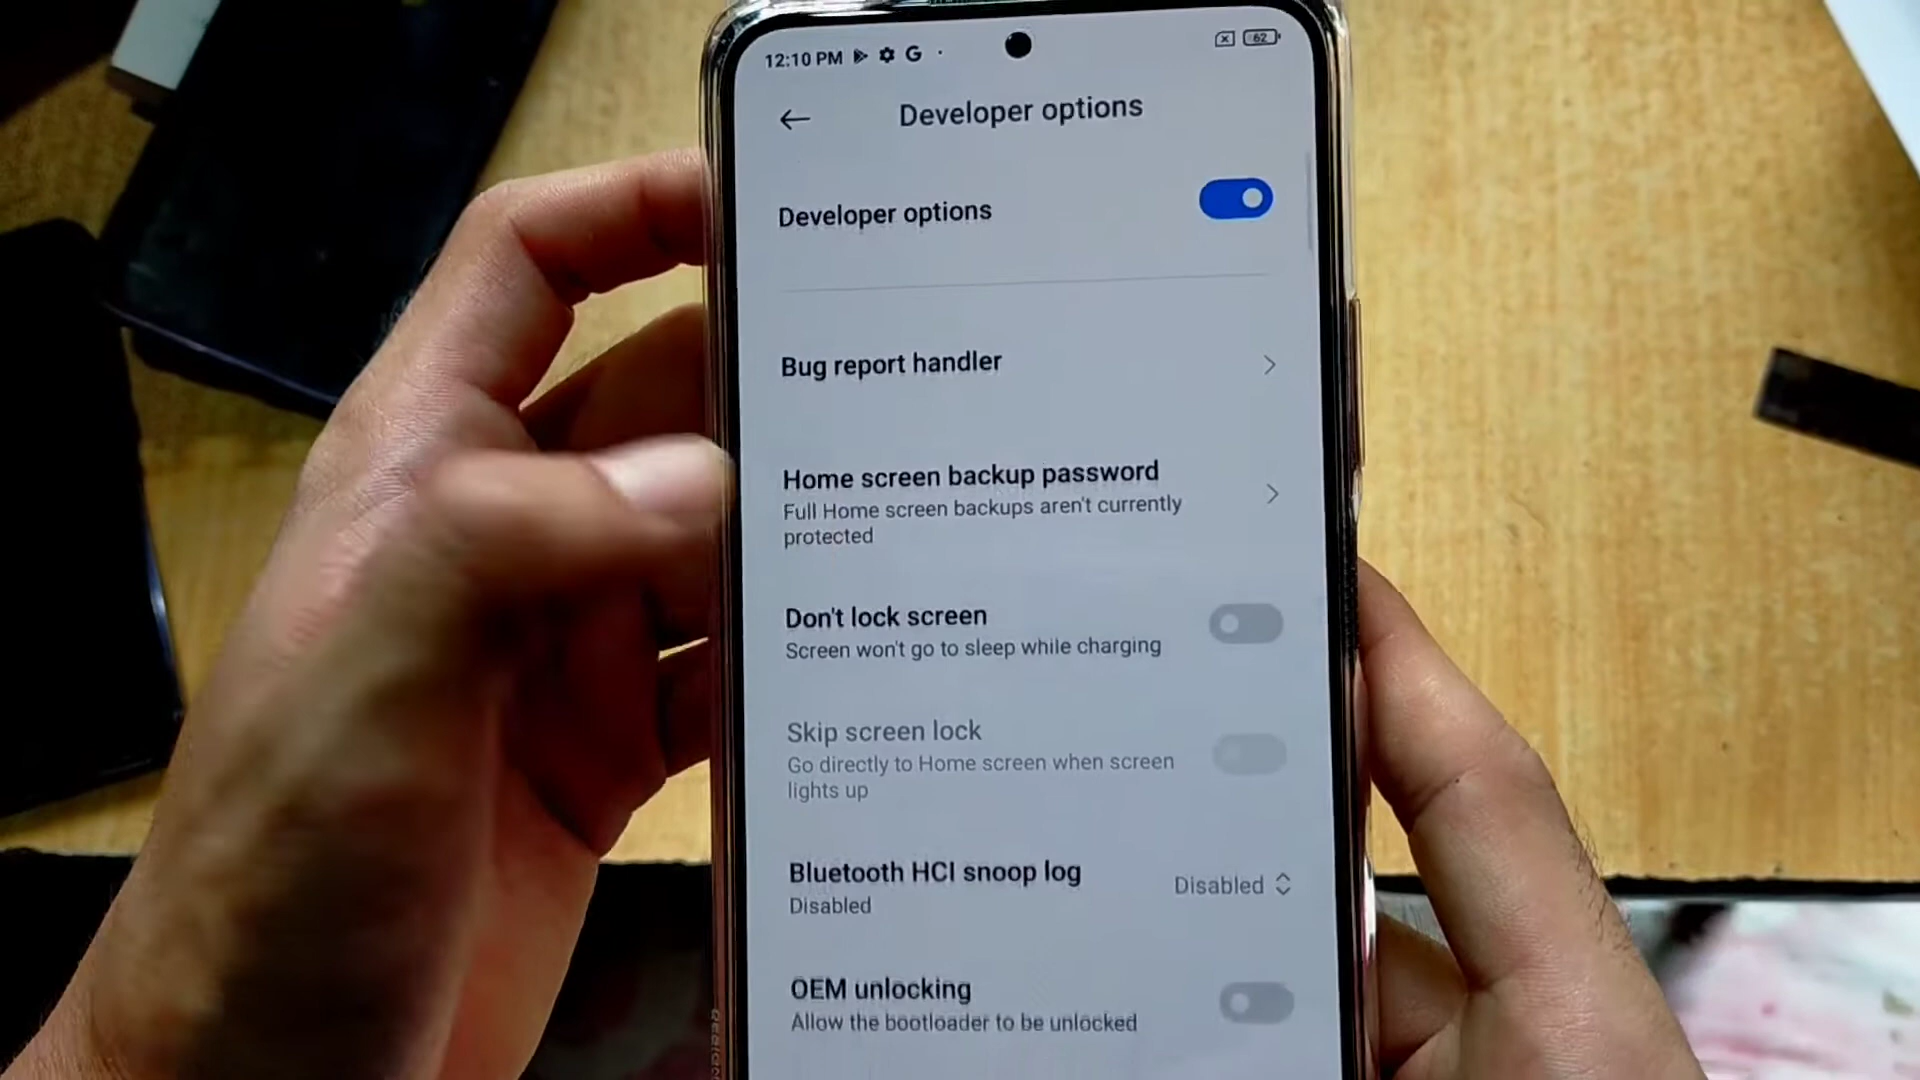 12:10 PM G 62
Developer options
Developer options
Bug report handler
Home screen backup password
Full Home screen backups aren't currently
protected
Don't lock screen
Screen won't go to sleep while charging
Skip screen lock
Go directly to Home screen when screen
lights up
Bluetooth HCI snoop log
Disabled
Disabled
OEM unlocking
Allow the bootloader to be unlocked